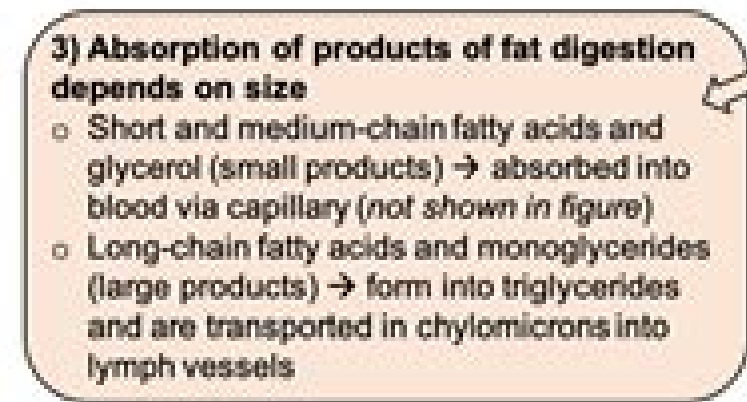 3) Absorption of products of fat digestion
depends on size
o Short and medium-chain fatty acids and
glycerol (small products) → absorbed into
blood via capillary (not shown in figure)
o Long-chain fatty acids and monoglycerides
(large products) → form into triglycerides
and are transported in chylomicrons into
lymph vessels